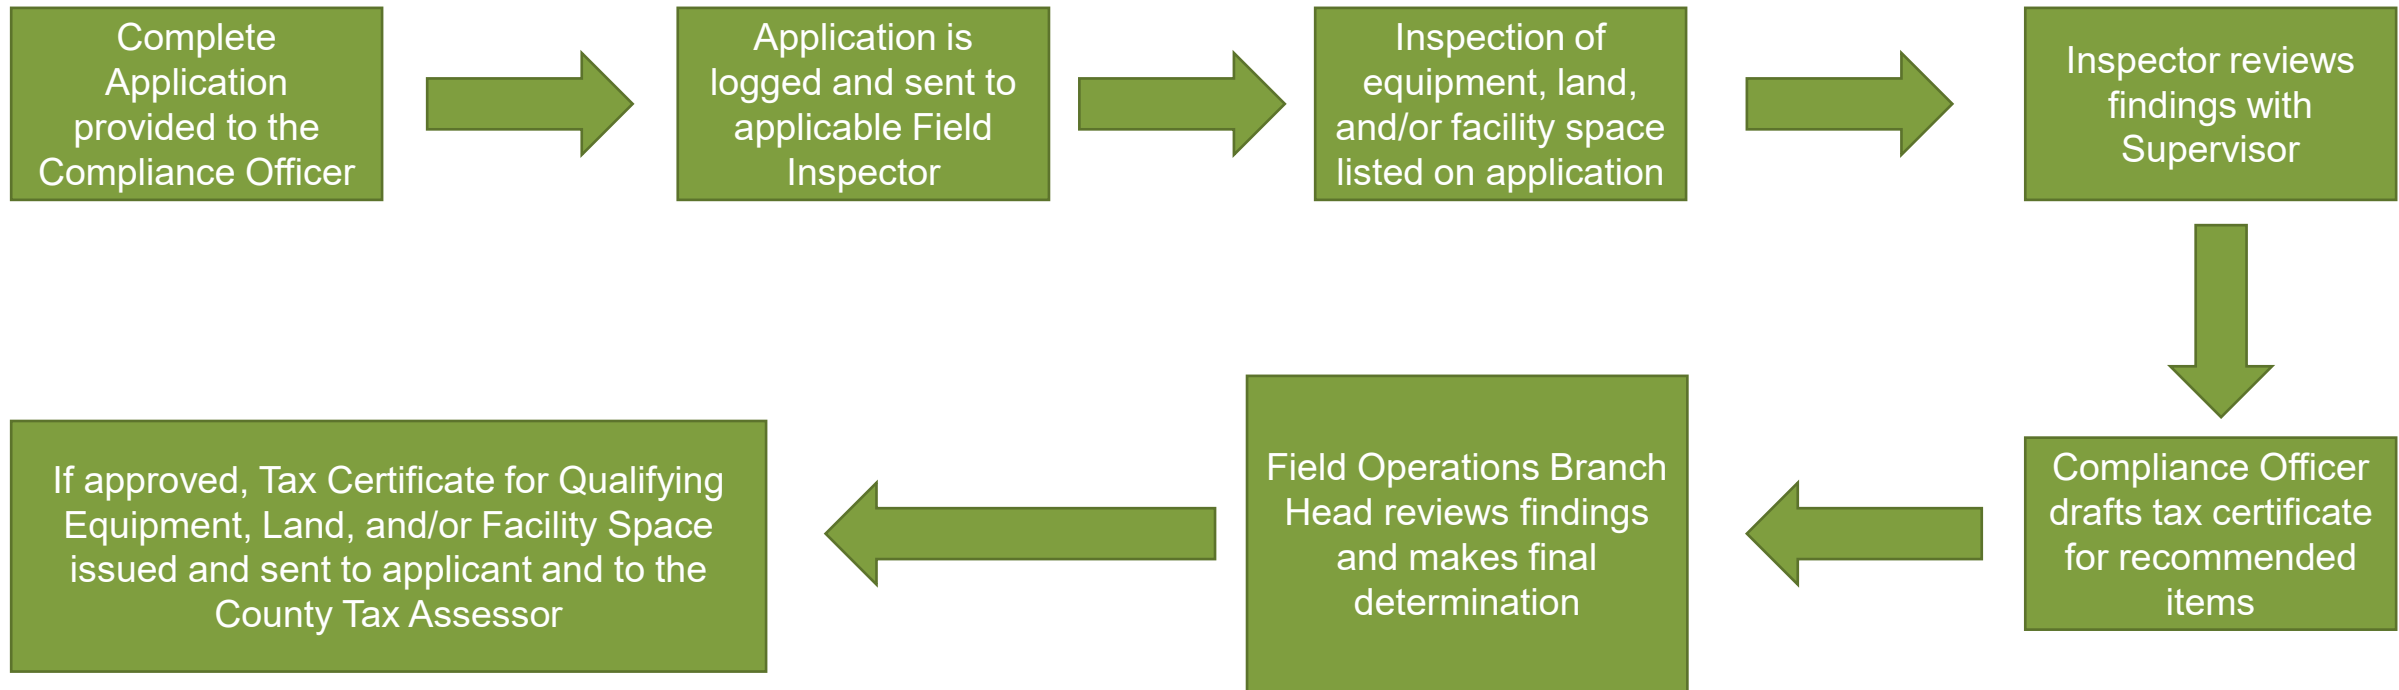 Complete
Application
provided to the
Compliance Officer
Application is
logged and sent to
applicable Field
Inspector
Inspection of
equipment, land,
and/or facility space
listed on application
Inspector reviews
findings with
Supervisor
Compliance Officer
drafts tax certificate
for recommended
items
Field Operations Branch
Head reviews findings
and makes final
determination
If approved, Tax Certificate for Qualifying
Equipment, Land, and/or Facility Space
issued and sent to applicant and to the
County Tax Assessor